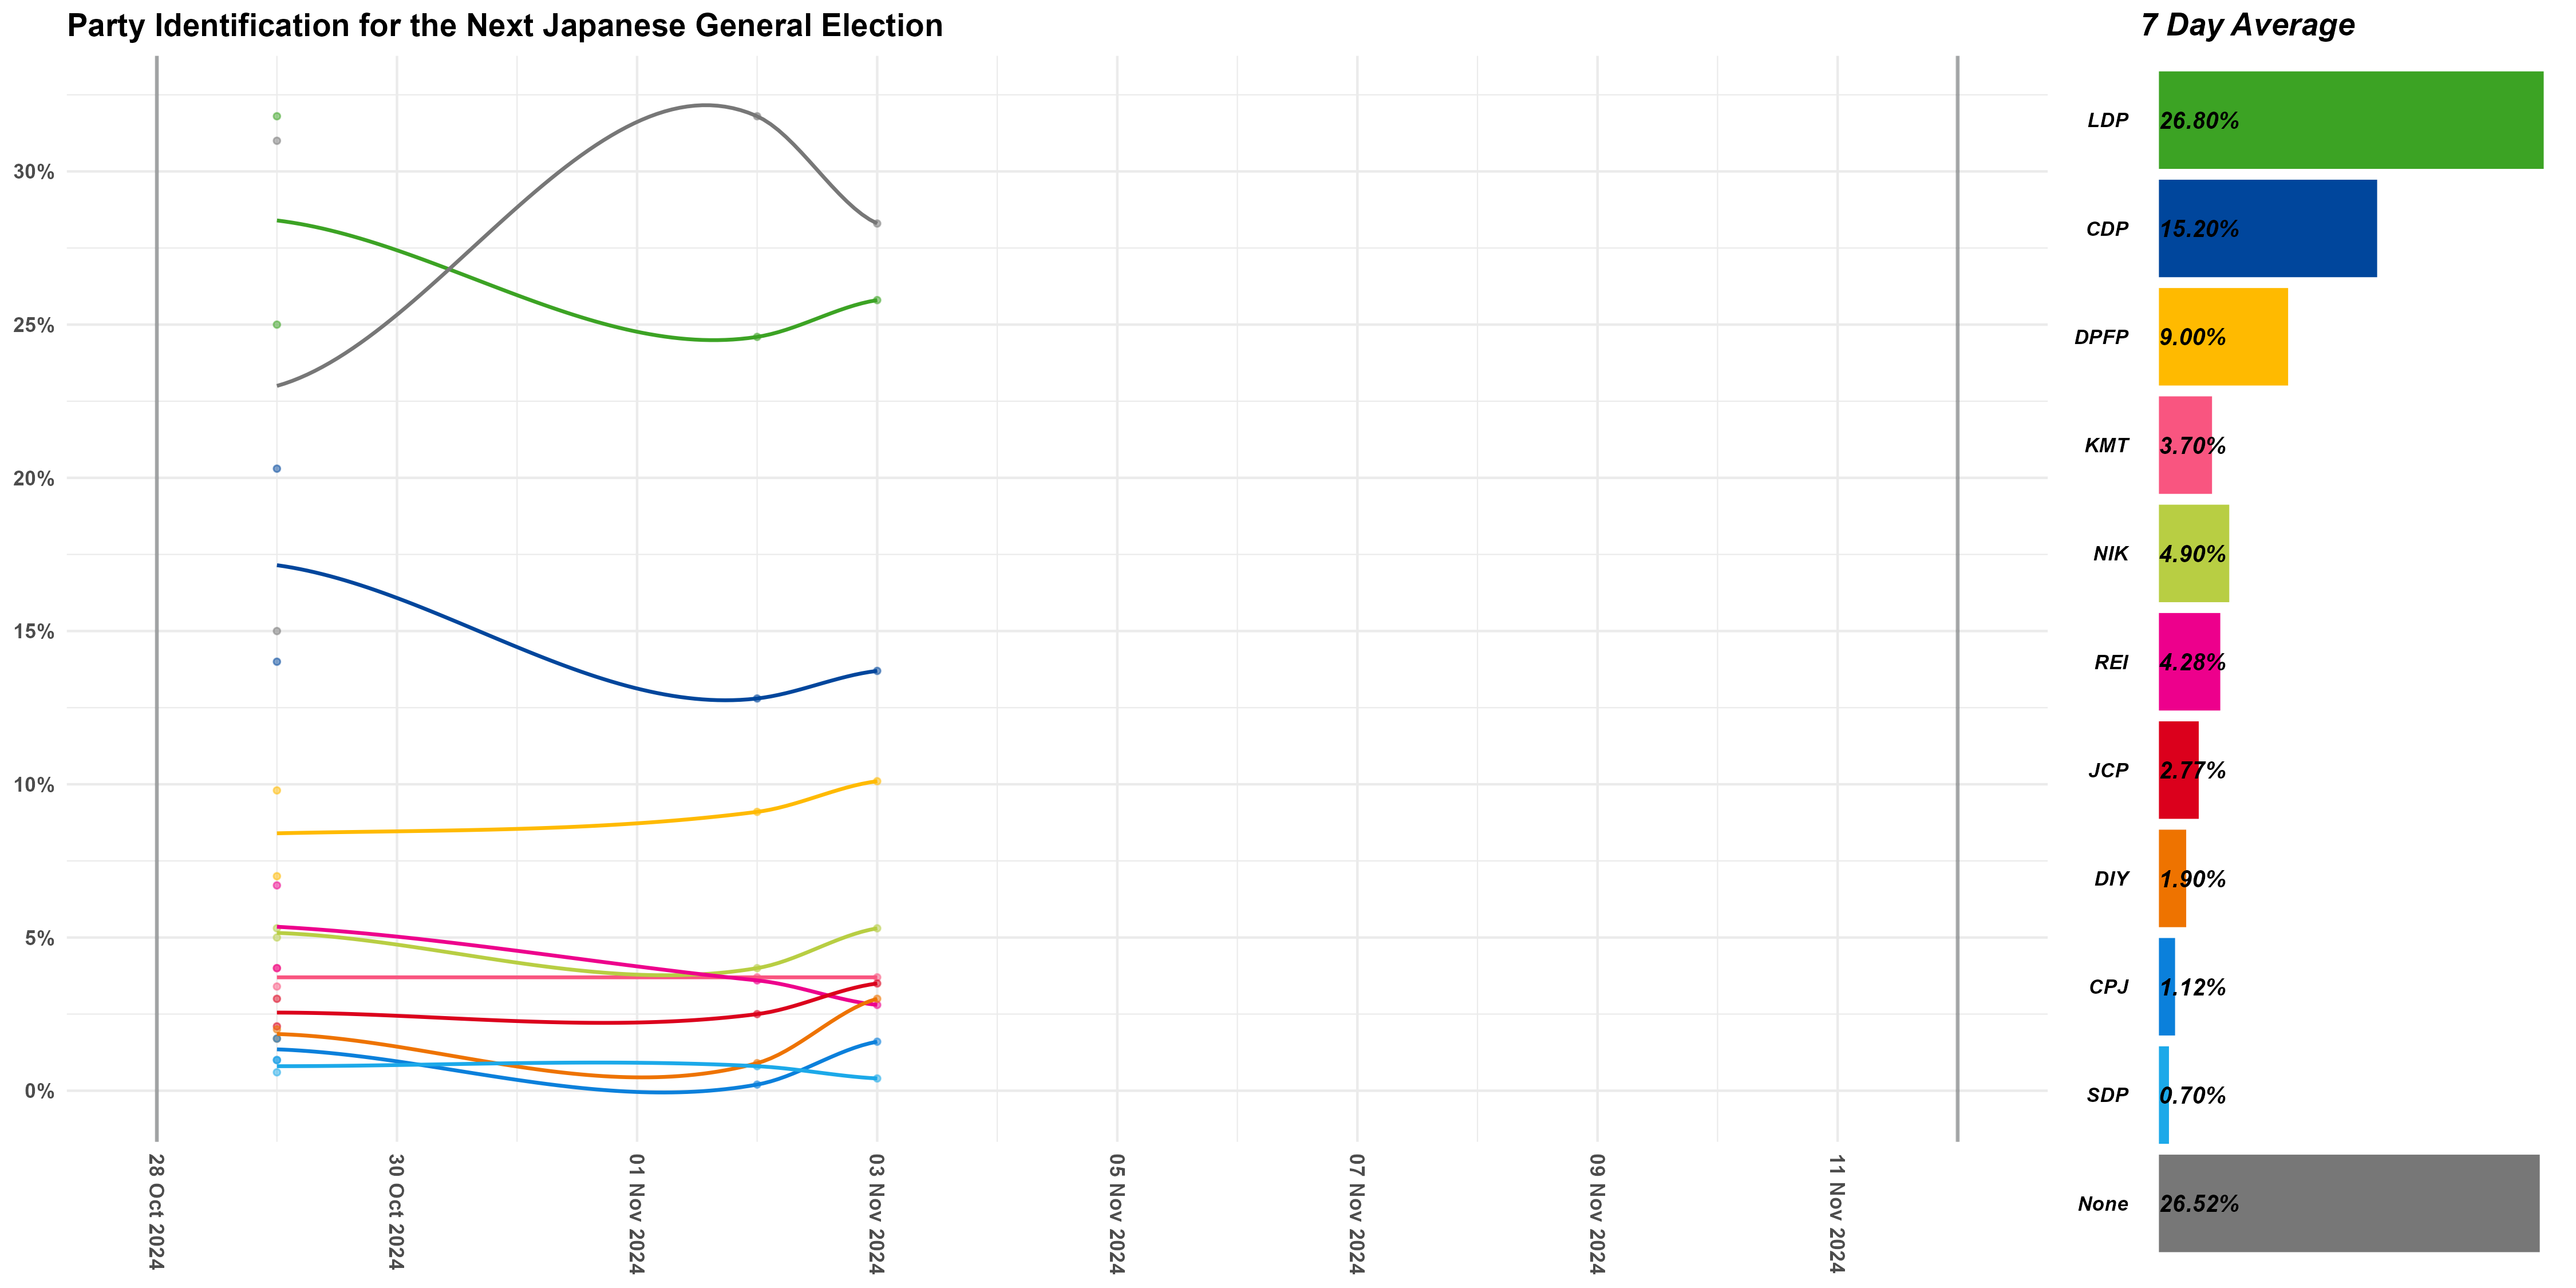 Party Identification for the Next Japanese General Election
30%
25%
20%
15%
10%
5%
0%
28 Oct 2024
30 Oct 2024
01 Nov 2024
03 Nov 2024
05 Nov 2024
07 Nov 2024
09 Nov 2024
11 Nov 2024
7 Day Average
LDP 26.80%
CDP 15.20%
DPFP 9.00%
KMT 3.70%
NIK 4.90%
REI 4.28%
JCP 2.77%
DIY 1.90%
CPJ 1.12%
SDP 0.70%
None 26.52%